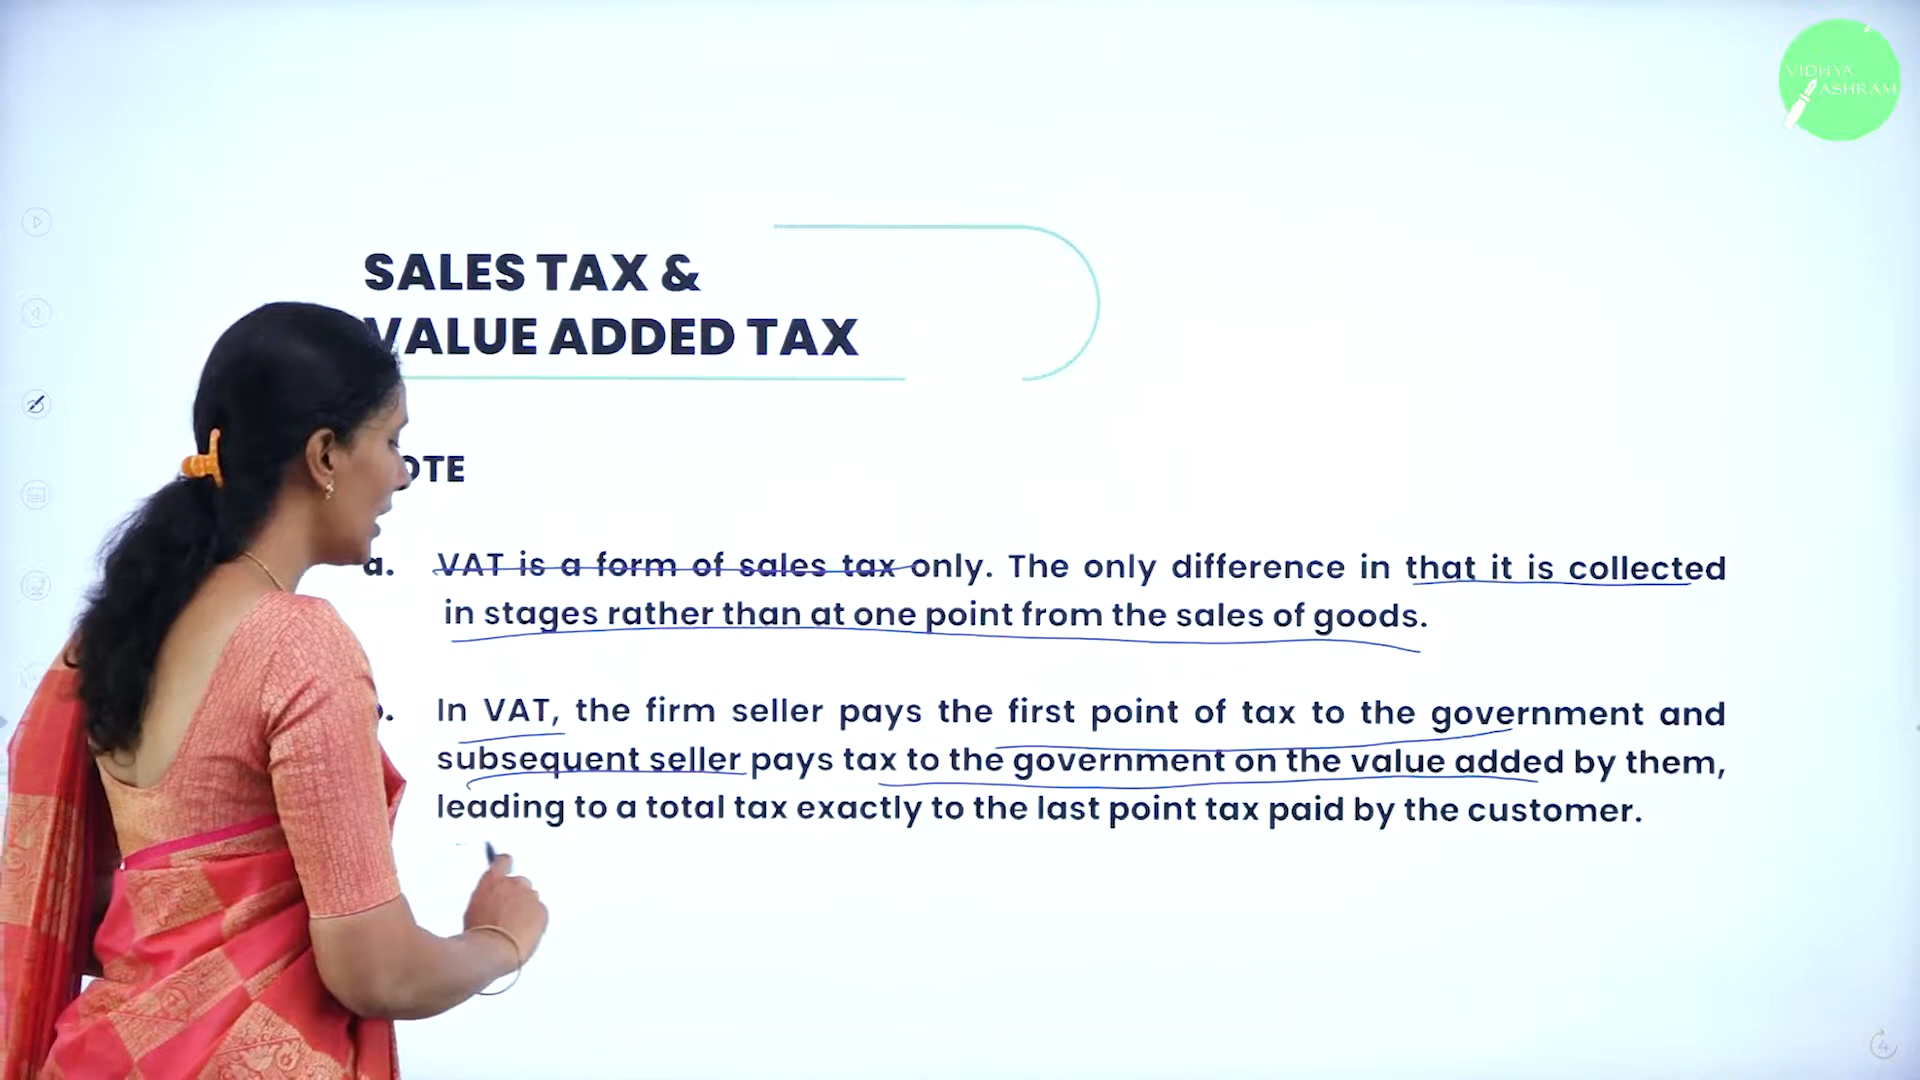 VIDHYA
ASHRAM
SALES TAX &
VALUE ADDED TAX
OTE
a. VAT is a form of sales tax only. The only difference in that it is collected
in stages rather than at one point from the sales of goods.
. In VAT, the firm seller pays the first point of tax to the government and
subsequent seller pays tax to the government on the value added by them,
leading to a total tax exactly to the last point tax paid by the customer.
4